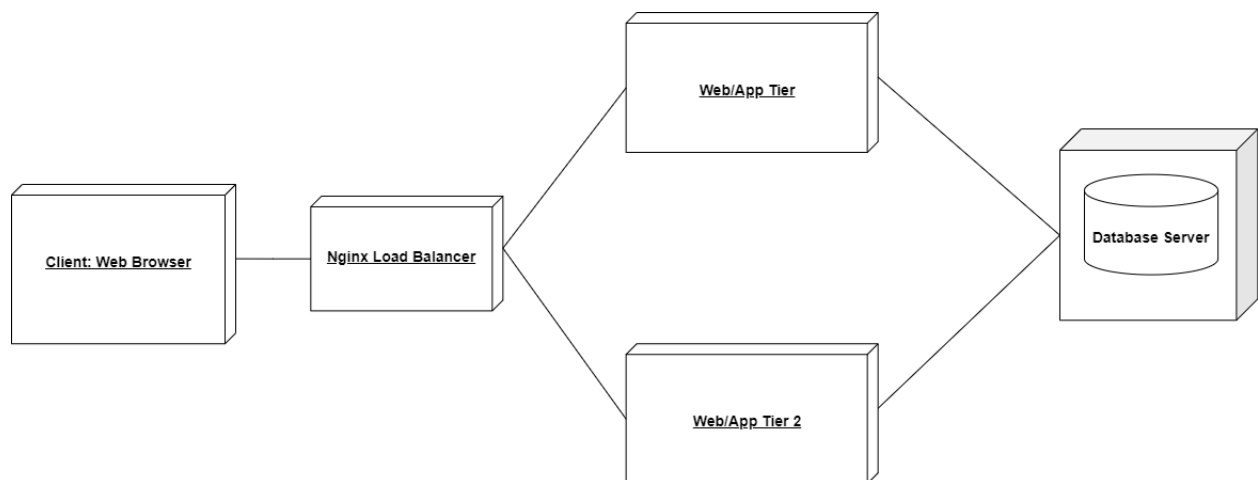 Web/App Tier
Client: Web Browser
Nginx Load Balancer
Database Server
Web/App Tier 2